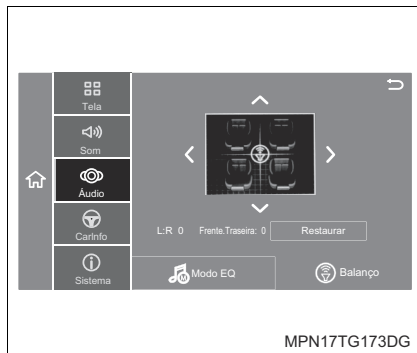 Tela
Som
Áudio
CarInfo
Sistema
L:R 0 Frente.Traseira: 0 Restaurar
M Modo EQ Balanço
MPN17TG173DG